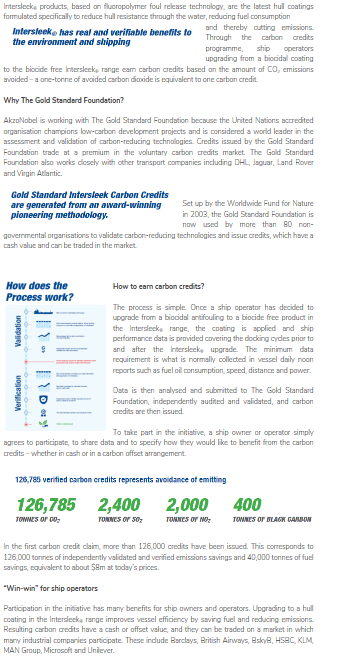 Intersleek® products, based on fluoropolymer foul release technology, are the latest hull coatings
formulated specifically to reduce hull resistance through the water, reducing fuel consumption
and thereby cutting emissions.
Intersleek® has real and verifiable benefits to
the environment and shipping
Through the carbon credits
programme, ship operators
upgrading from a biocidal coating
to the biocide free Intersleek® range earn carbon credits based on the amount of CO₂ emissions
avoided – a one-tonne of avoided carbon dioxide is equivalent to one carbon credit.
Why The Gold Standard Foundation?
AkzoNobel is working with The Gold Standard Foundation because the United Nations accredited
organisation champions low-carbon development projects and is considered a world leader in the
assessment and validation of carbon-reducing technologies. Credits issued by the Gold Standard
Foundation trade at a premium in the voluntary carbon credits market. The Gold Standard
Foundation also works closely with other transport companies including DHL, Jaguar, Land Rover
and Virgin Atlantic.
Gold Standard Intersleek Carbon Credits
are generated from an award-winning
pioneering methodology.
Set up by the Worldwide Fund for Nature
in 2003, the Gold Standard Foundation is
now used by more than 80 non-
governmental organisations to validate carbon-reducing technologies and issue credits, which have a
cash value and can be traded in the market.
How does the
Process work?
Validation
Verification
How to earn carbon credits?
The process is simple. Once a ship operator has decided to
upgrade from a biocidal antifouling to a biocide free product in
the Intersleek® range, the coating is applied and ship
performance data is provided covering the docking cycles prior to
and after the Intersleek® upgrade. The minimum data
requirement is what is normally collected in vessel daily noon
reports such as fuel oil consumption, speed, distance and power.
Data is then analysed and submitted to The Gold Standard
Foundation, independently audited and validated, and carbon
credits are then issued.
To take part in the initiative, a ship owner or operator simply
agrees to participate, to share data and to specify how they would like to benefit from the carbon
credits – whether in cash or in a carbon offset arrangement.
126,785 verified carbon credits represents avoidance of emitting
126,785 2,400 2,000 400
TONNES OF CO₂ TONNES OF SO₂ TONNES OF NO₂ TONNES OF BLACK CARBON
In the first carbon credit claim, more than 126,000 credits have been issued. This corresponds to
126,000 tonnes of independently validated and verified emissions savings and 40,000 tonnes of fuel
savings, equivalent to about $8m at today's prices.
"Win-win" for ship operators
Participation in the initiative has many benefits for ship owners and operators. Upgrading to a hull
coating in the Intersleek® range improves vessel efficiency by saving fuel and reducing emissions.
Resulting carbon credits have a cash or offset value, and they can be traded on a market in which
many industrial companies participate. These include Barclays, British Airways, BskyB, HSBC, KLM,
MAN Group, Microsoft and Unilever.